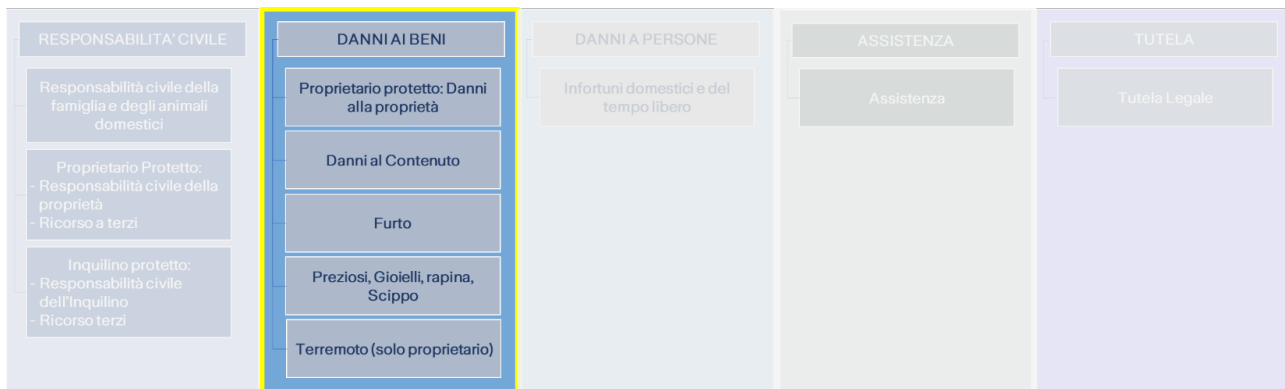 RESPONSABILITA' CIVILE
Responsabilità civile della
famiglia e degli animali
domestici
Proprietario Protetto:
- Responsabilità civile della
proprietà
- Ricorso a terzi
Inquilino protetto:
- Responsabilità civile
dell'Inquilino
- Ricorso terzi
DANNI AI BENI
Proprietario protetto: Danni
alla proprietà
Danni al Contenuto
Furto
Preziosi, Gioielli, rapina,
Scippo
Terremoto (solo proprietario)
DANNI A PERSONE
Infortuni domestici e del
tempo libero
ASSISTENZA
Assistenza
TUTELA
Tutela Legale